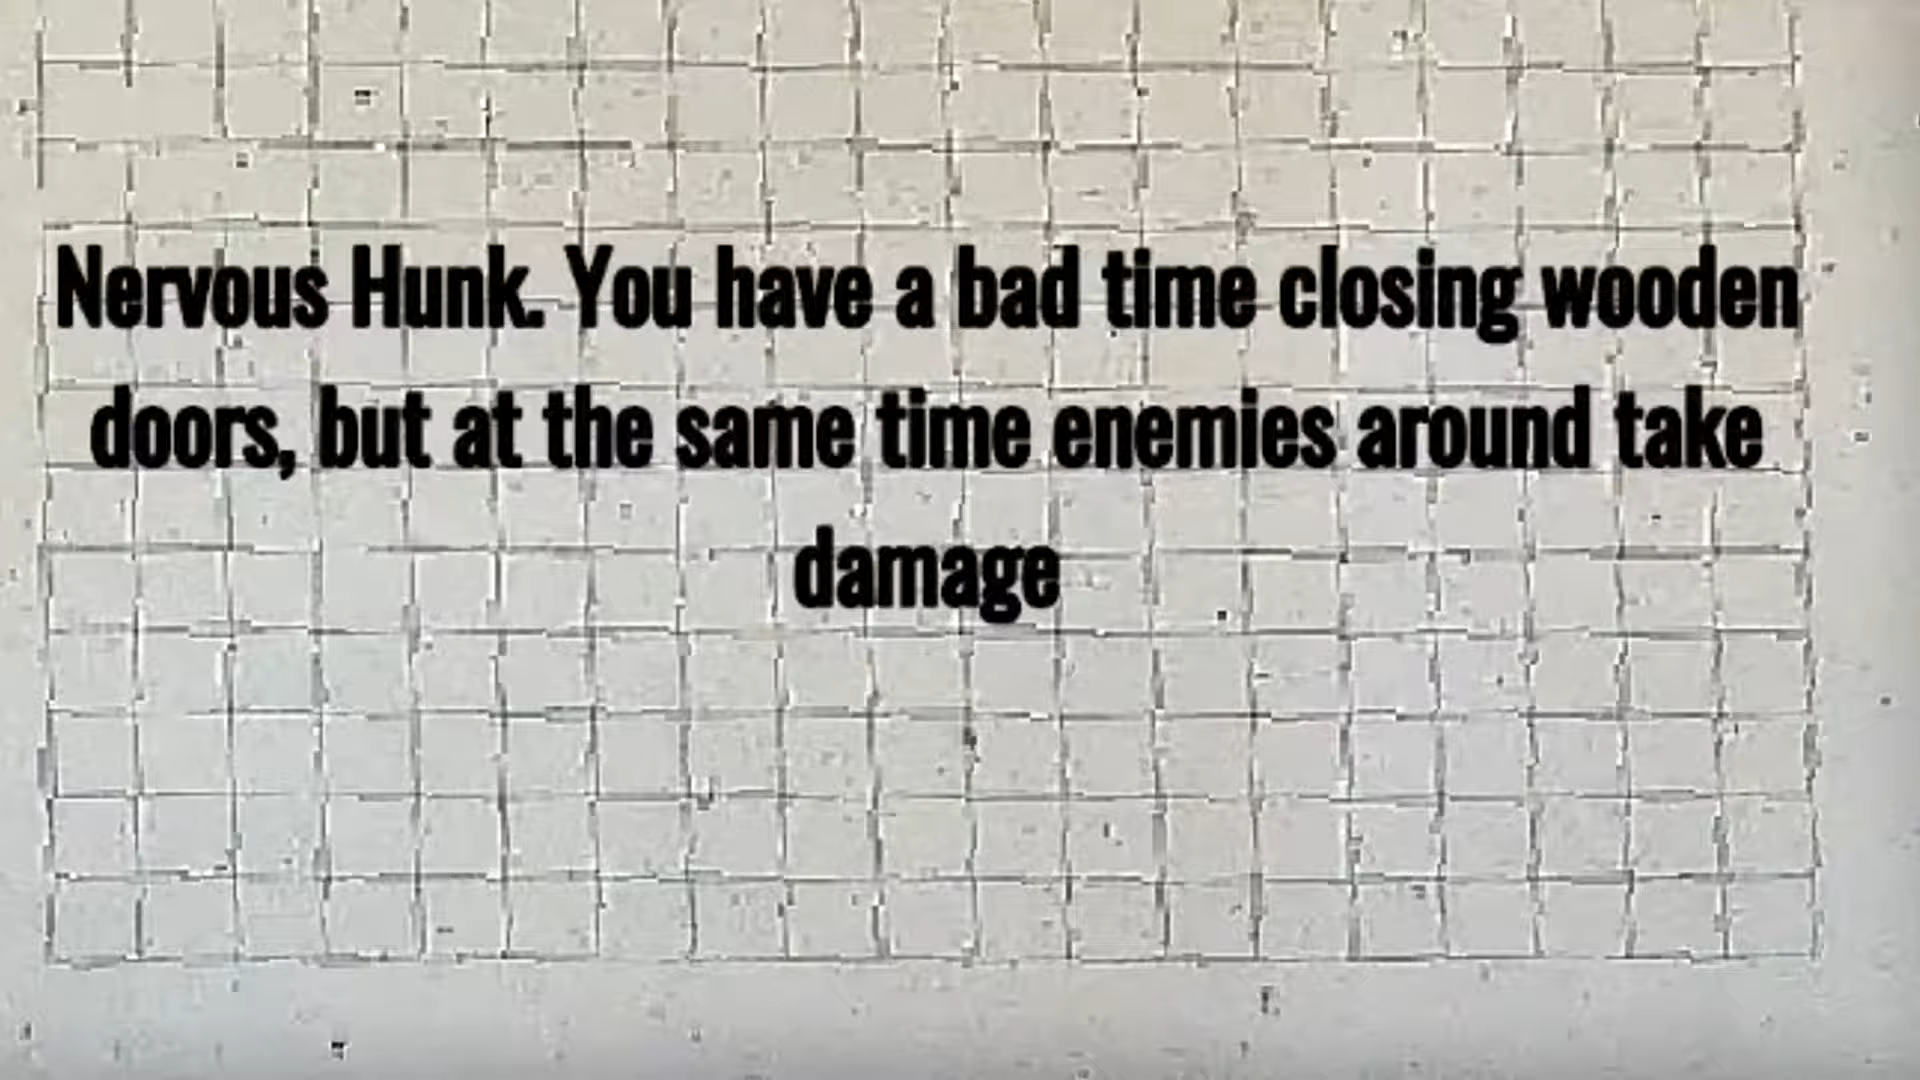 Nervous Hunk. You have a bad time closing wooden
doors, but at the same time enemies around take
damage